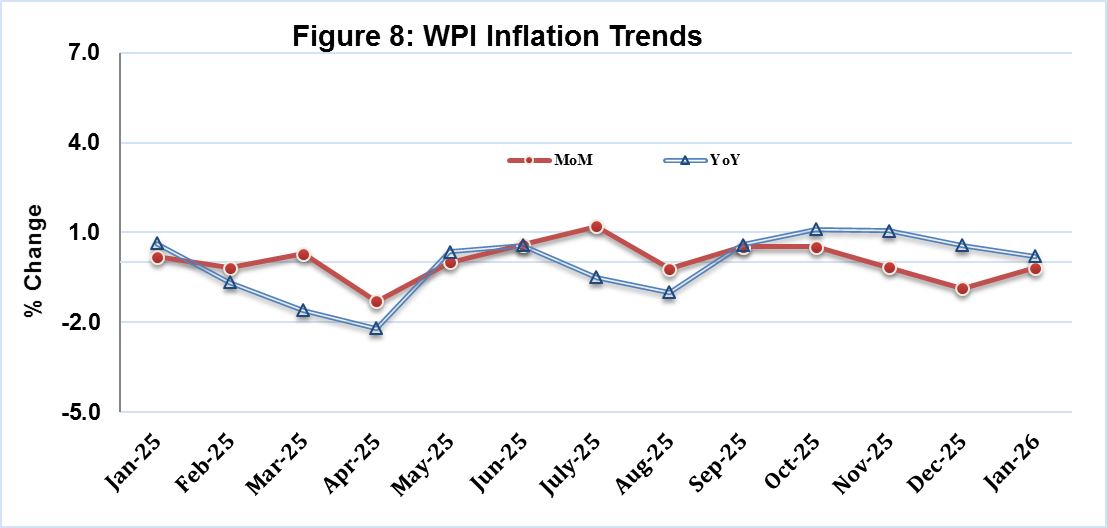 Figure 8: WPI Inflation Trends
7.0
4.0
1.0
-2.0
-5.0
% Change
MoM
YoY
Jan-25
Feb-25
Mar-25
Apr-25
May-25
Jun-25
July-25
Aug-25
Sep-25
Oct-25
Nov-25
Dec-25
Jan-26